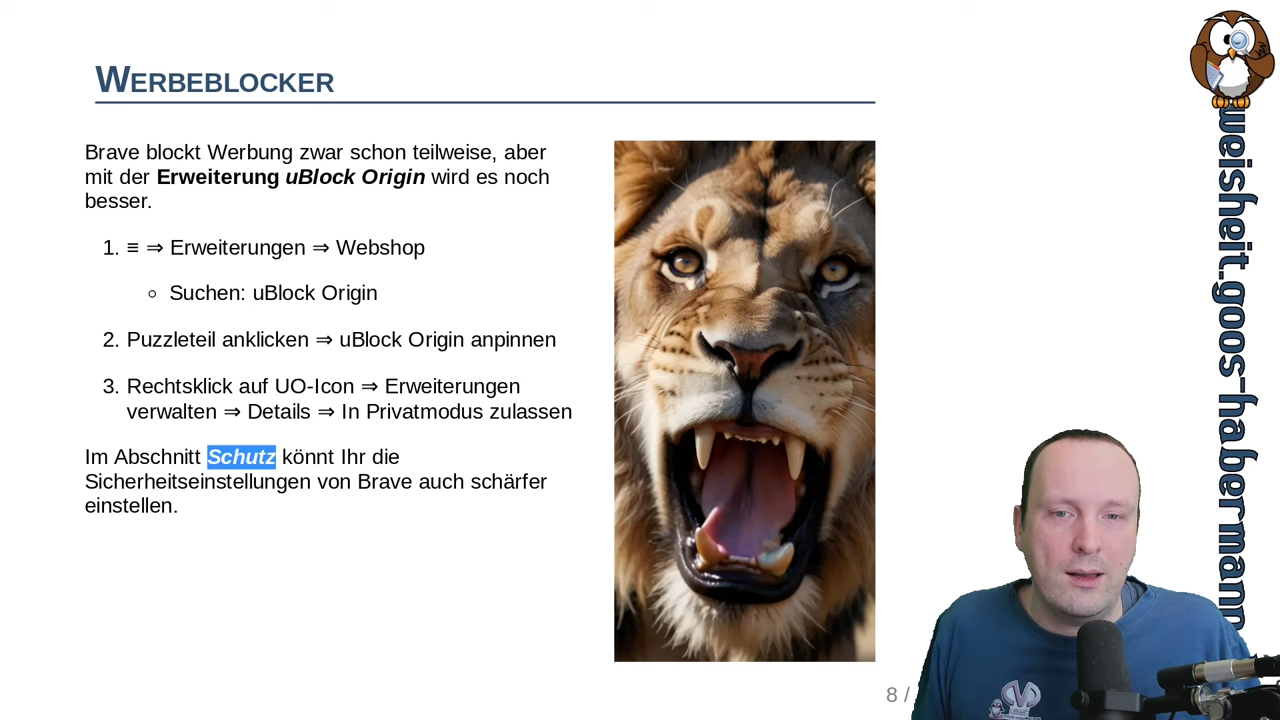 WERBEBLOCKER
Brave blockt Werbung zwar schon teilweise, aber
mit der Erweiterung uBlock Origin wird es noch
besser.
1. ≡ ⇒ Erweiterungen ⇒ Webshop
◦ Suchen: uBlock Origin
2. Puzzleteil anklicken ⇒ uBlock Origin anpinnen
3. Rechtsklick auf UO-Icon ⇒ Erweiterungen
verwalten ⇒ Details ⇒ In Privatmodus zulassen
Im Abschnitt Schutz könnt Ihr die
Sicherheitseinstellungen von Brave auch schärfer
einstellen.
8 /
weisheit.goos-habermann